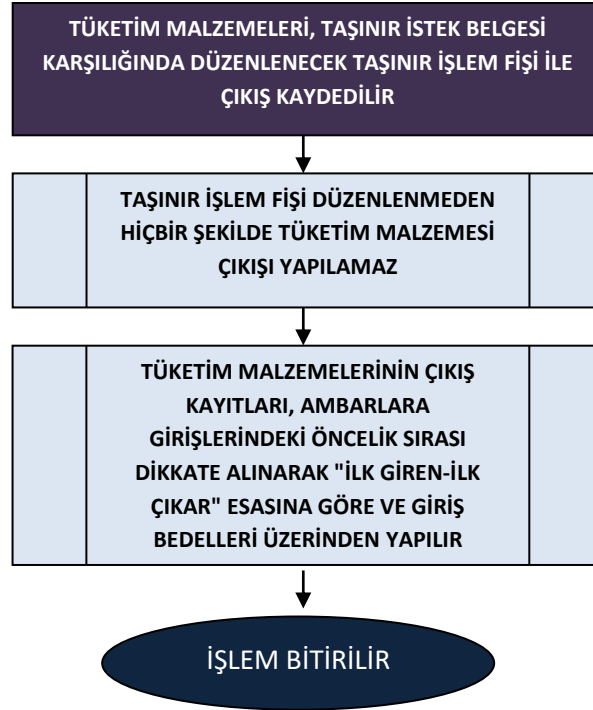 TÜKETİM MALZEMELERİ, TAŞINIR İSTEK BELGESİ
KARŞILIĞINDA DÜZENLENECEK TAŞINIR İŞLEM FİŞİ İLE
ÇIKIŞ KAYDEDİLİR
TAŞINIR İŞLEM FİŞİ DÜZENLENMEDEN
HİÇBİR ŞEKİLDE TÜKETİM MALZEMESİ
ÇIKIŞI YAPILAMAZ
TÜKETİM MALZEMELERİNİN ÇIKIŞ
KAYITLARI, AMBARLARA
GİRİŞLERİNDEKİ ÖNCELİK SIRASI
DİKKATE ALINARAK "İLK GİREN-İLK
ÇIKAR" ESASINA GÖRE VE GİRİŞ
BEDELLERİ ÜZERİNDEN YAPILIR
İŞLEM BİTİRİLİR